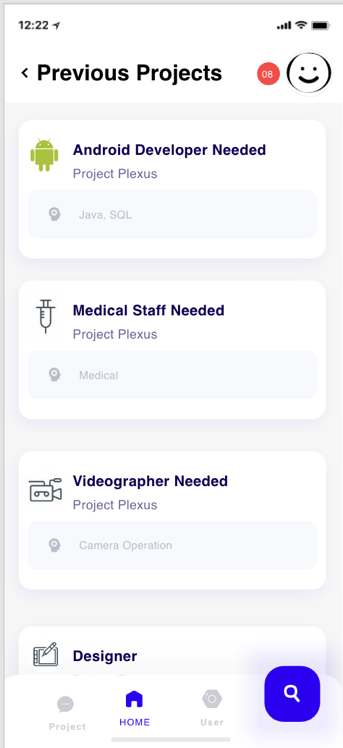 12:22
Previous Projects
08
Android Developer Needed
Project Plexus
Java, SQL
Medical Staff Needed
Project Plexus
Medical
Videographer Needed
Project Plexus
Camera Operation
Designer
Project
HOME
User